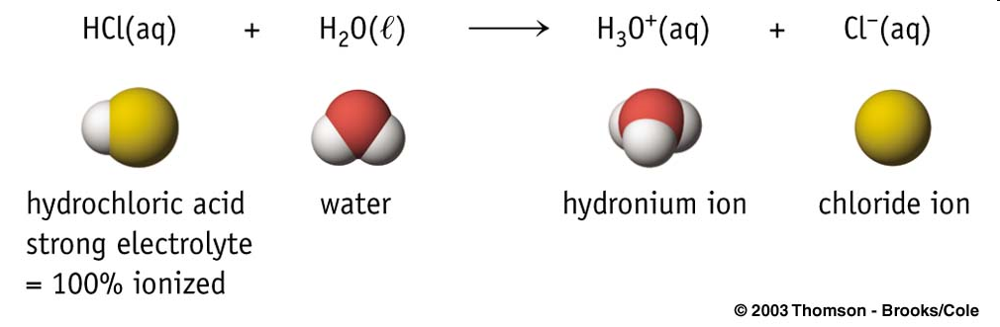 HCl(aq) + H₂O(ℓ) ⟶ H₃O⁺(aq) + Cl⁻(aq)
hydrochloric acid water hydronium ion chloride ion
strong electrolyte
= 100% ionized
© 2003 Thomson - Brooks/Cole